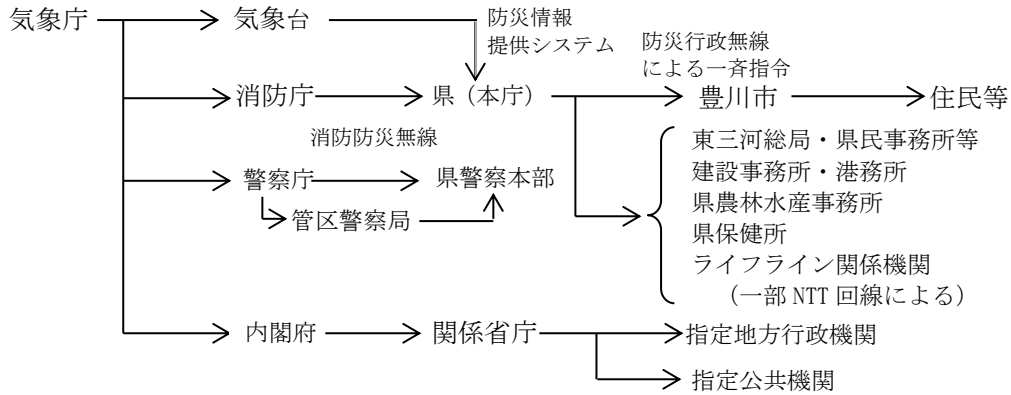 気象庁
気象台
防災情報
提供システム
防災行政無線
による一斉指令
消防庁
県（本庁）
豊川市
住民等
消防防災無線
東三河総局・県民事務所等
建設事務所・港務所
県農林水産事務所
県保健所
ライフライン関係機関
（一部 NTT 回線による）
警察庁
県警察本部
管区警察局
内閣府
関係省庁
指定地方行政機関
指定公共機関